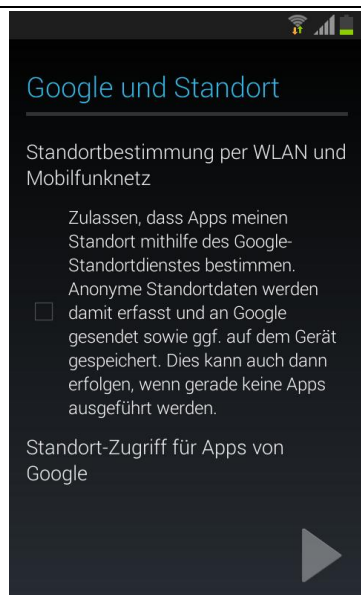 Google und Standort
Standortbestimmung per WLAN und
Mobilfunknetz
Zulassen, dass Apps meinen
Standort mithilfe des Google-
Standortdienstes bestimmen.
Anonyme Standortdaten werden
damit erfasst und an Google
gesendet sowie ggf. auf dem Gerät
gespeichert. Dies kann auch dann
erfolgen, wenn gerade keine Apps
ausgeführt werden.
Standort-Zugriff für Apps von
Google